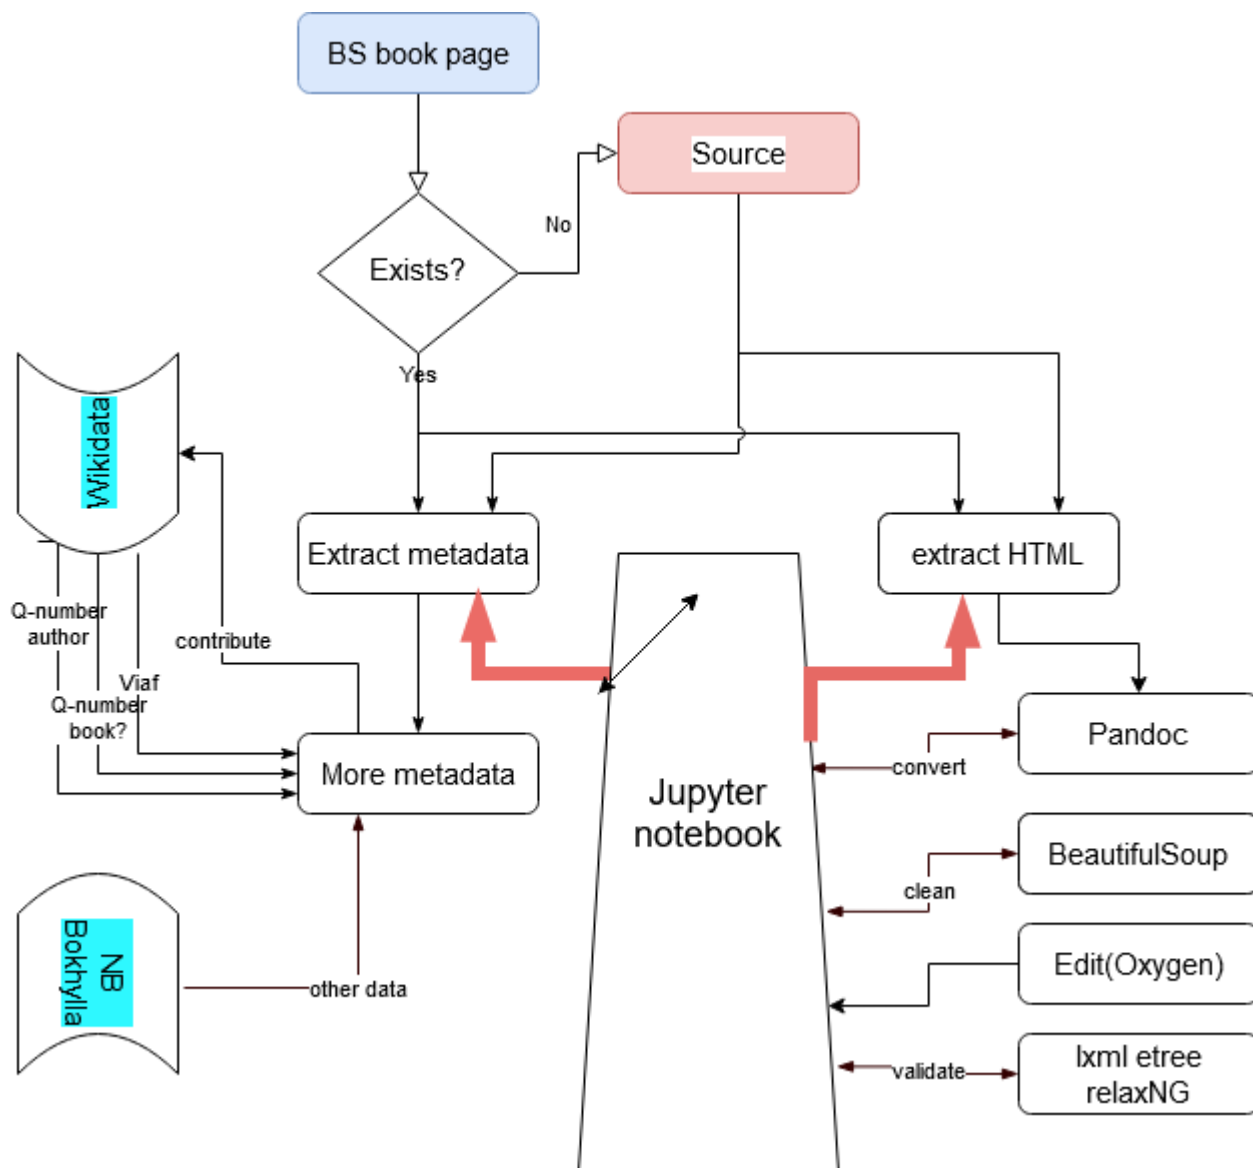 BS book page
Source
No
Exists?
Yes
Wikidata
Extract metadata
extract HTML
Q-number
author
contribute
Viaf
Q-number
book?
More metadata
Pandoc
convert
Jupyter
notebook
BeautifulSoup
clean
NB
Bokhylla
Edit(Oxygen)
other data
lxml etree
relaxNG
validate